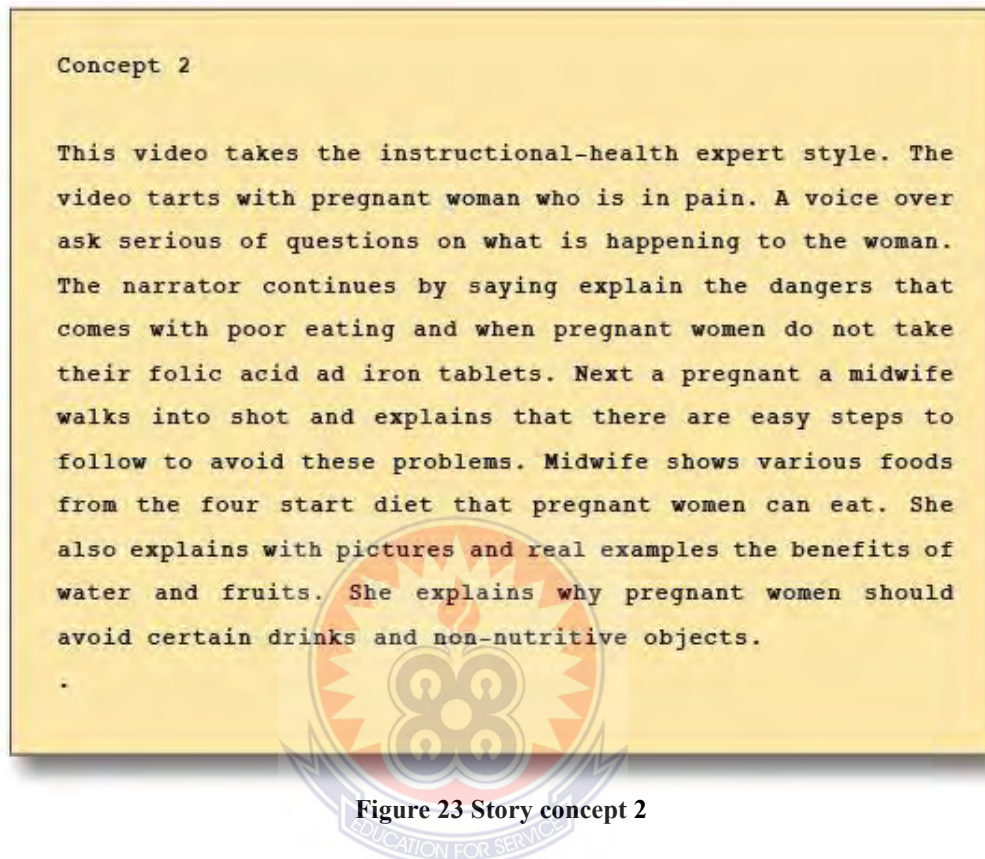 Concept 2
This video takes the instructional-health expert style. The
video tarts with pregnant woman who is in pain. A voice over
ask serious of questions on what is happening to the woman.
The narrator continues by saying explain the dangers that
comes with poor eating and when pregnant women do not take
their folic acid ad iron tablets. Next a pregnant a midwife
walks into shot and explains that there are easy steps to
follow to avoid these problems. Midwife shows various foods
from the four start diet that pregnant women can eat. She
also explains with pictures and real examples the benefits of
water and fruits. She explains why pregnant women should
avoid certain drinks and non-nutritive objects.
.
Figure 23 Story concept 2
EDUCATION FOR SERVICE